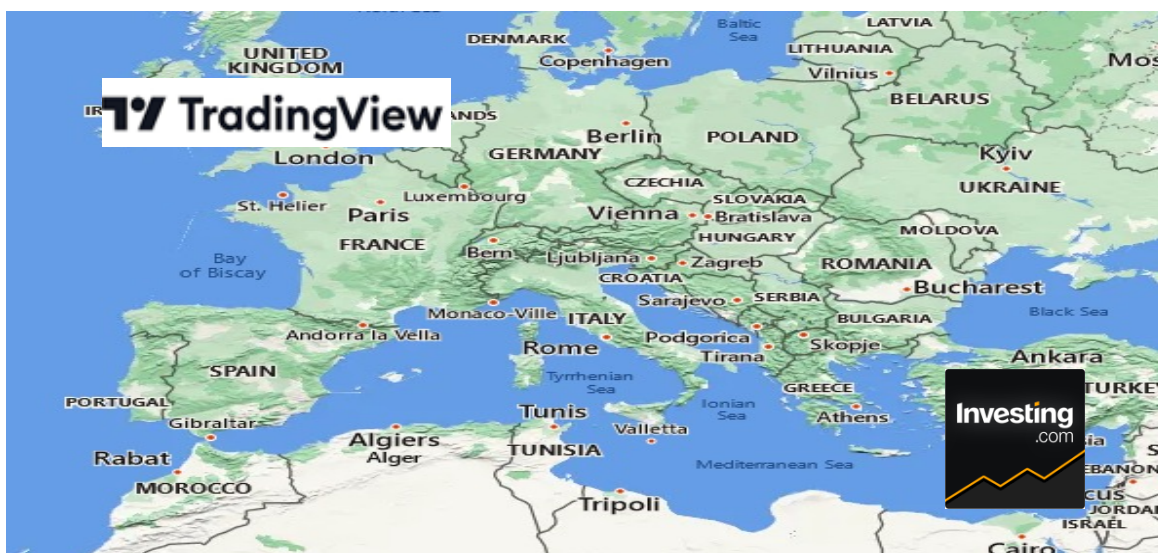 LATVIA
Baltic
Sea
DENMARK
Copenhagen
LITHUANIA
Vilnius
UNITED
KINGDOM
TradingView
BELARUS
Berlin
POLAND
London
GERMANY
Kyiv
UKRAINE
CZECHIA
Luxembourg
SLOVAKIA
St. Helier
Paris
Vienna
Bratislava
MOLDOVA
FRANCE
HUNGARY
Bay
of Biscay
Bern
Ljubljana
Zagreb
ROMANIA
CROATIA
Bucharest
Sarajevo
SERBIA
Monaco-Ville
ITALY
Black Sea
BULGARIA
Andorra la Vella
Rome
Podgorica
Skopje
Tirana
Ankara
SPAIN
Tyrrhenian
Sea
GREECE
TURKEY
PORTUGAL
Ionian
Sea
Athens
Gibraltar
Tunis
Valletta
Investing
.com
Algiers
Alger
TUNISIA
Rabat
Mediterranean Sea
MOROCCO
Tripoli
ISRAEL
Cairo